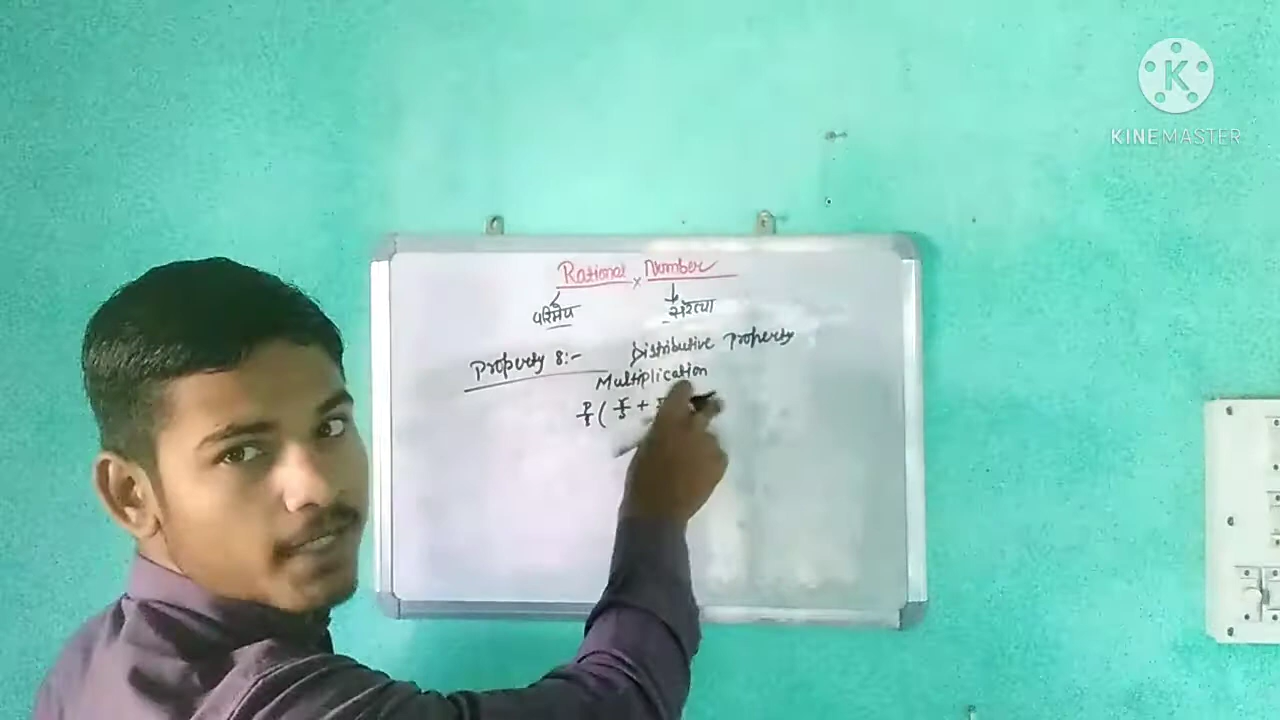 KINEMASTER
Rational Number
परिमेय संख्या
Property 8:- Distributive Property
Multiplication